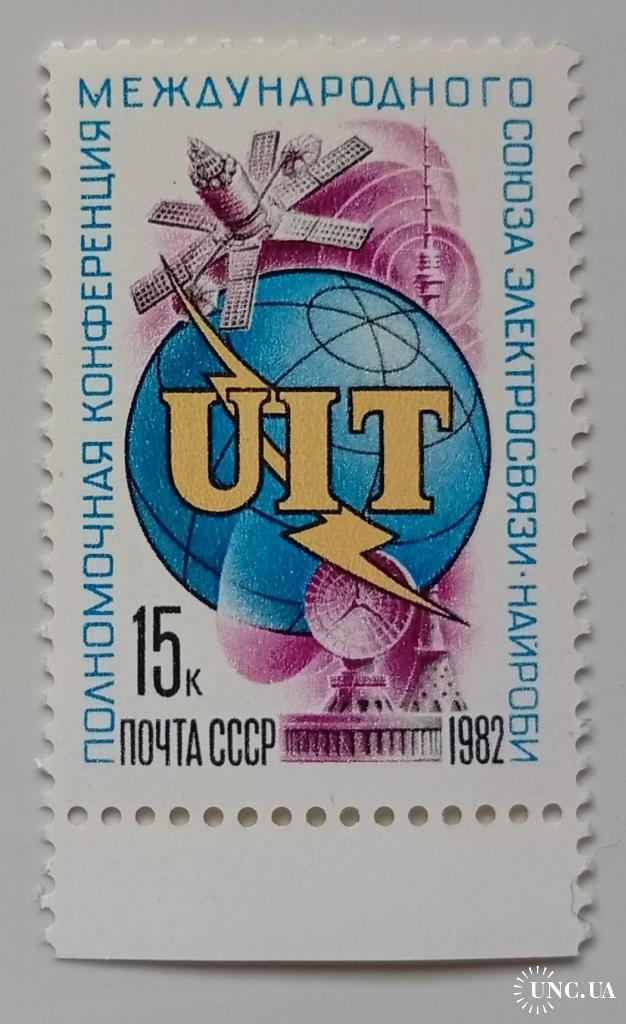 ПОЛНОМОЧНАЯ КОНФЕРЕНЦИЯ
МЕЖДУНАРОДНОГО
СОЮЗА ЭЛЕКТРОСВЯЗИ·НАЙРОБИ
UIT
15к
ПОЧТА СССР
1982
UNC.UA